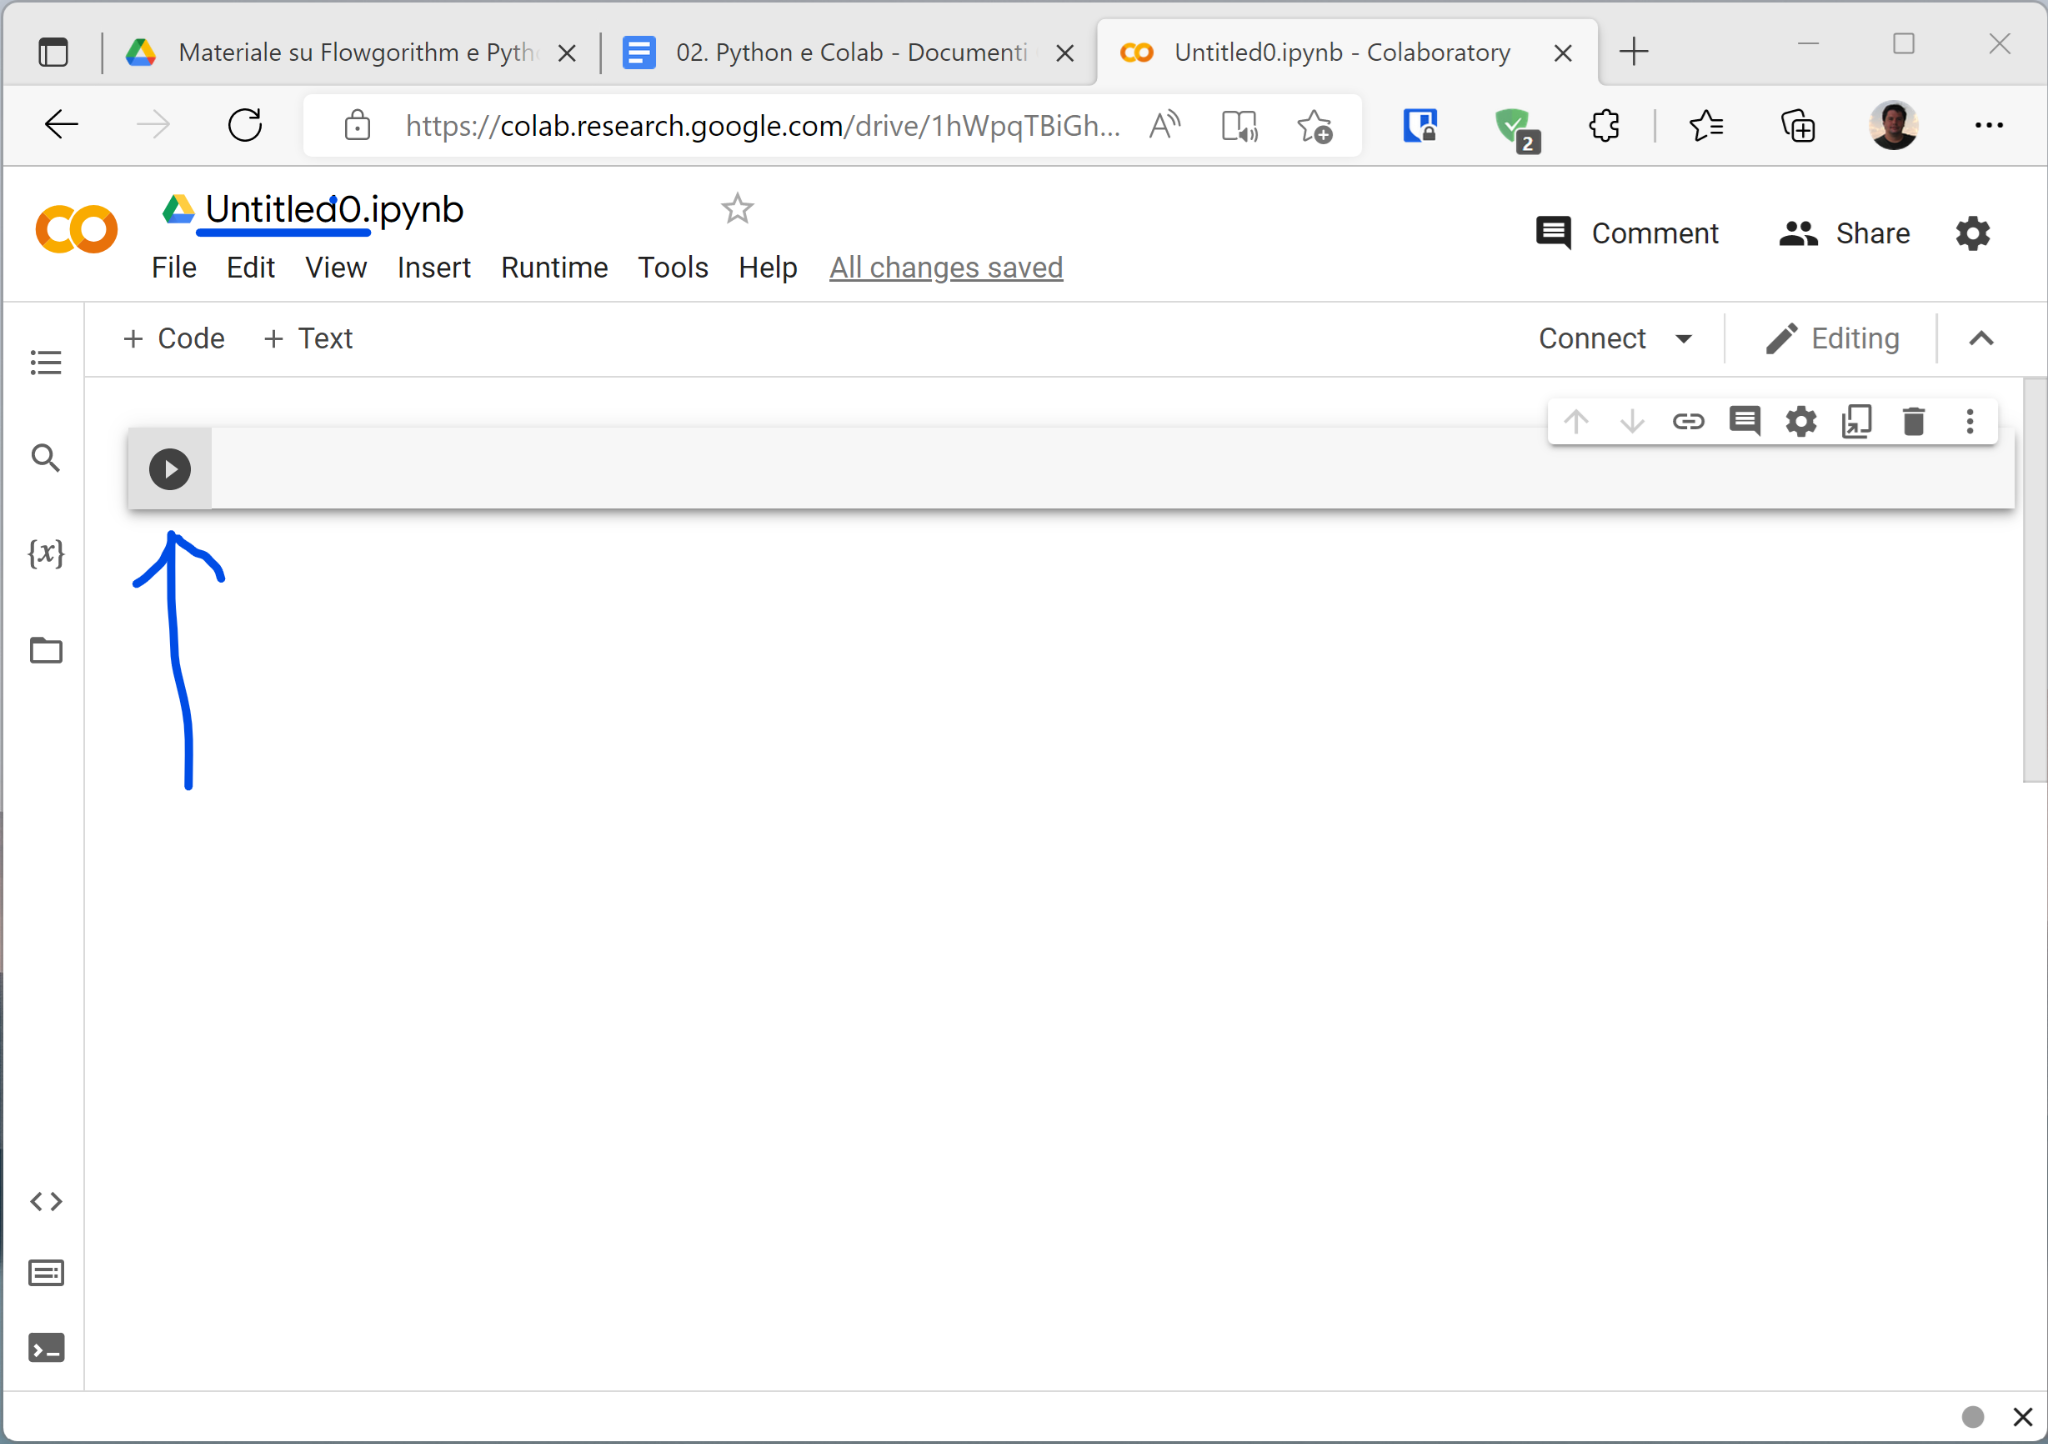 Materiale su Flowgorithm e Pyth
02. Python e Colab - Documenti
Untitled0.ipynb - Colaboratory
https://colab.research.google.com/drive/1hWpqTBiGh...
2
Untitled0.ipynb
Comment
Share
File Edit View Insert Runtime Tools Help All changes saved
+ Code + Text
Connect
Editing
{x}